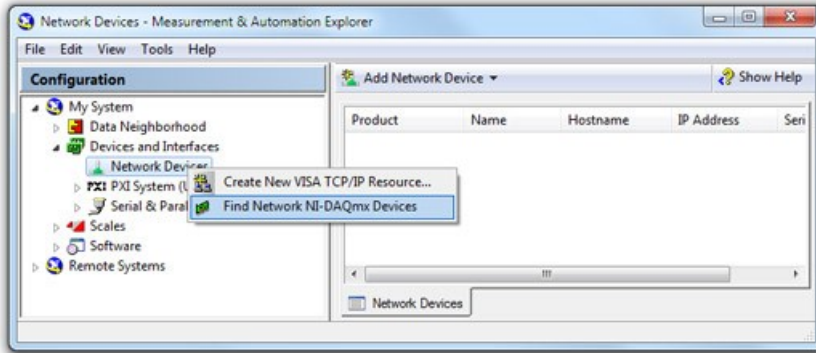 Network Devices - Measurement & Automation Explorer
File Edit View Tools Help
Configuration
My System
Data Neighborhood
Devices and Interfaces
Network Devices
PXI PXI System (U
Serial & Paral
Scales
Software
Remote Systems
Create New VISA TCP/IP Resource...
Find Network NI-DAQmx Devices
Add Network Device
Show Help
Product Name Hostname IP Address Seri
Network Devices